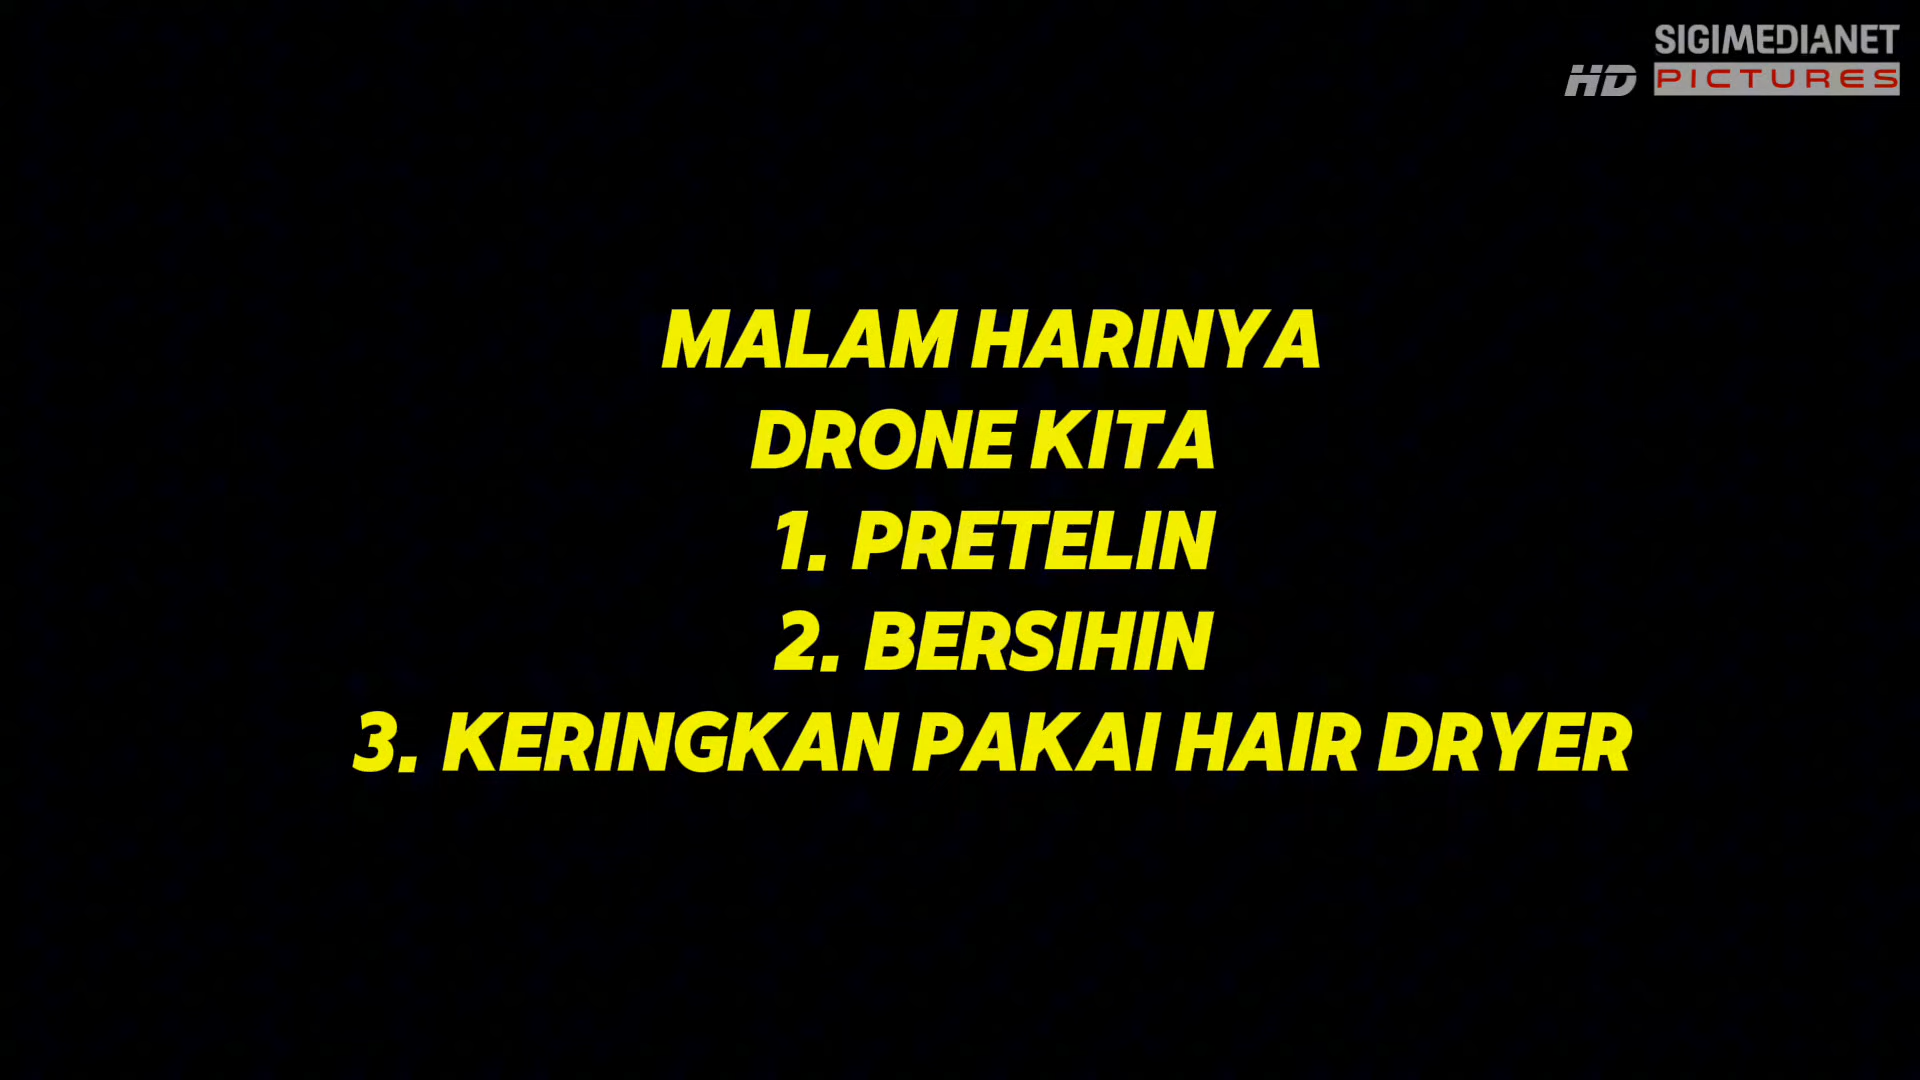 SIGIMEDIANET
HD PICTURES
MALAM HARINYA
DRONE KITA
1. PRETELIN
2. BERSIHIN
3. KERINGKAN PAKAI HAIR DRYER